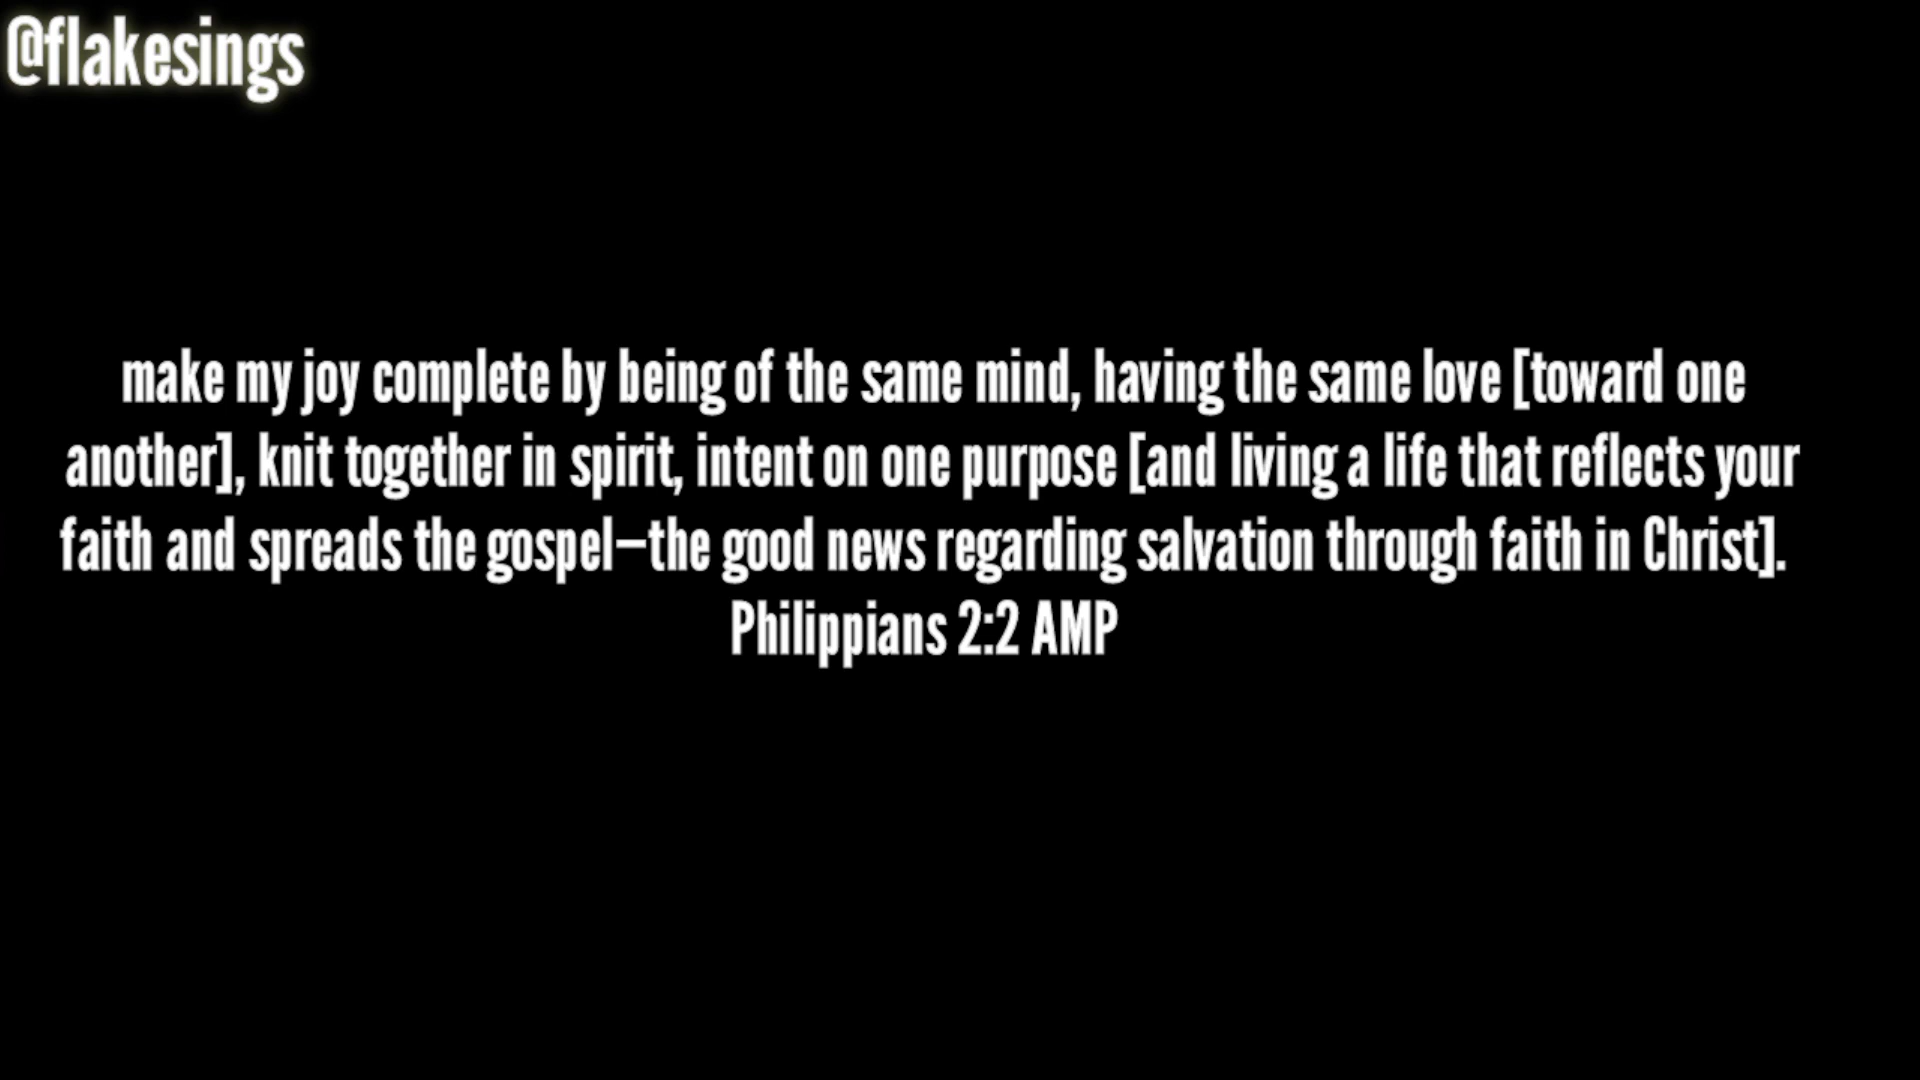 @flakesings
make my joy complete by being of the same mind, having the same love [toward one
another], knit together in spirit, intent on one purpose [and living a life that reflects your
faith and spreads the gospel—the good news regarding salvation through faith in Christ].
Philippians 2:2 AMP